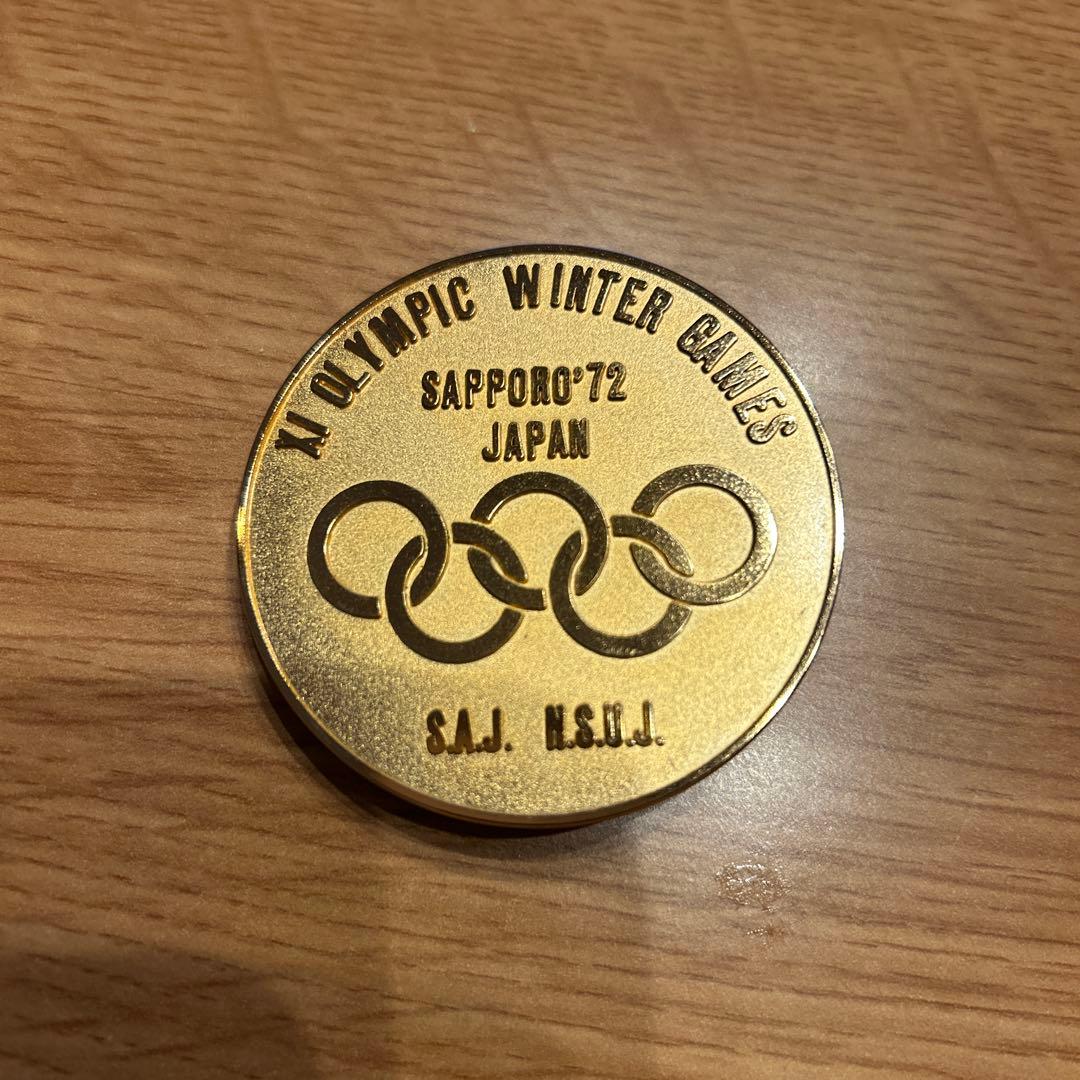 XI OLYMPIC WINTER GAMES
SAPPORO'72
JAPAN
S.A.J. N.S.U.J.